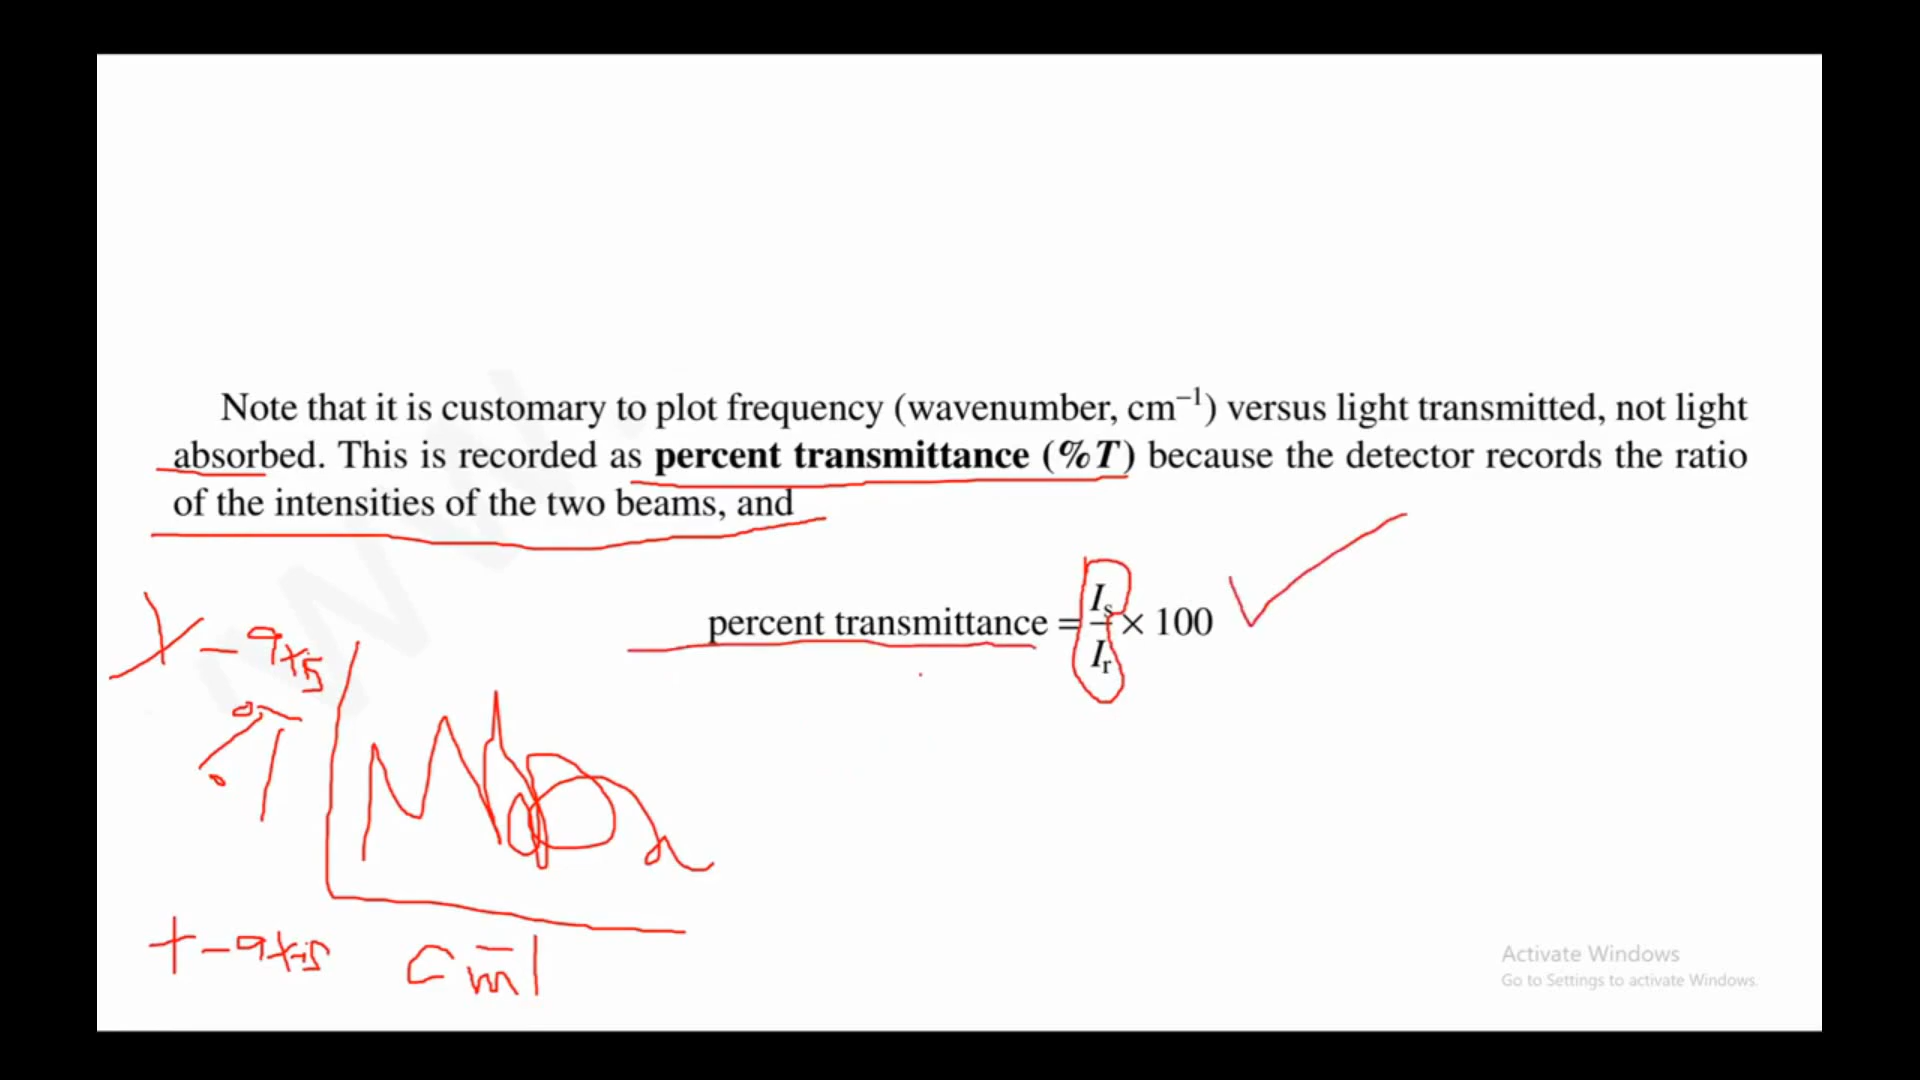 Note that it is customary to plot frequency (wavenumber, cm⁻¹) versus light transmitted, not light
absorbed. This is recorded as percent transmittance (%T) because the detector records the ratio
of the intensities of the two beams, and
percent transmittance = Is/Ir × 100
Y - axis
% T
X - axis
cm-1
Activate Windows
Go to Settings to activate Windows.